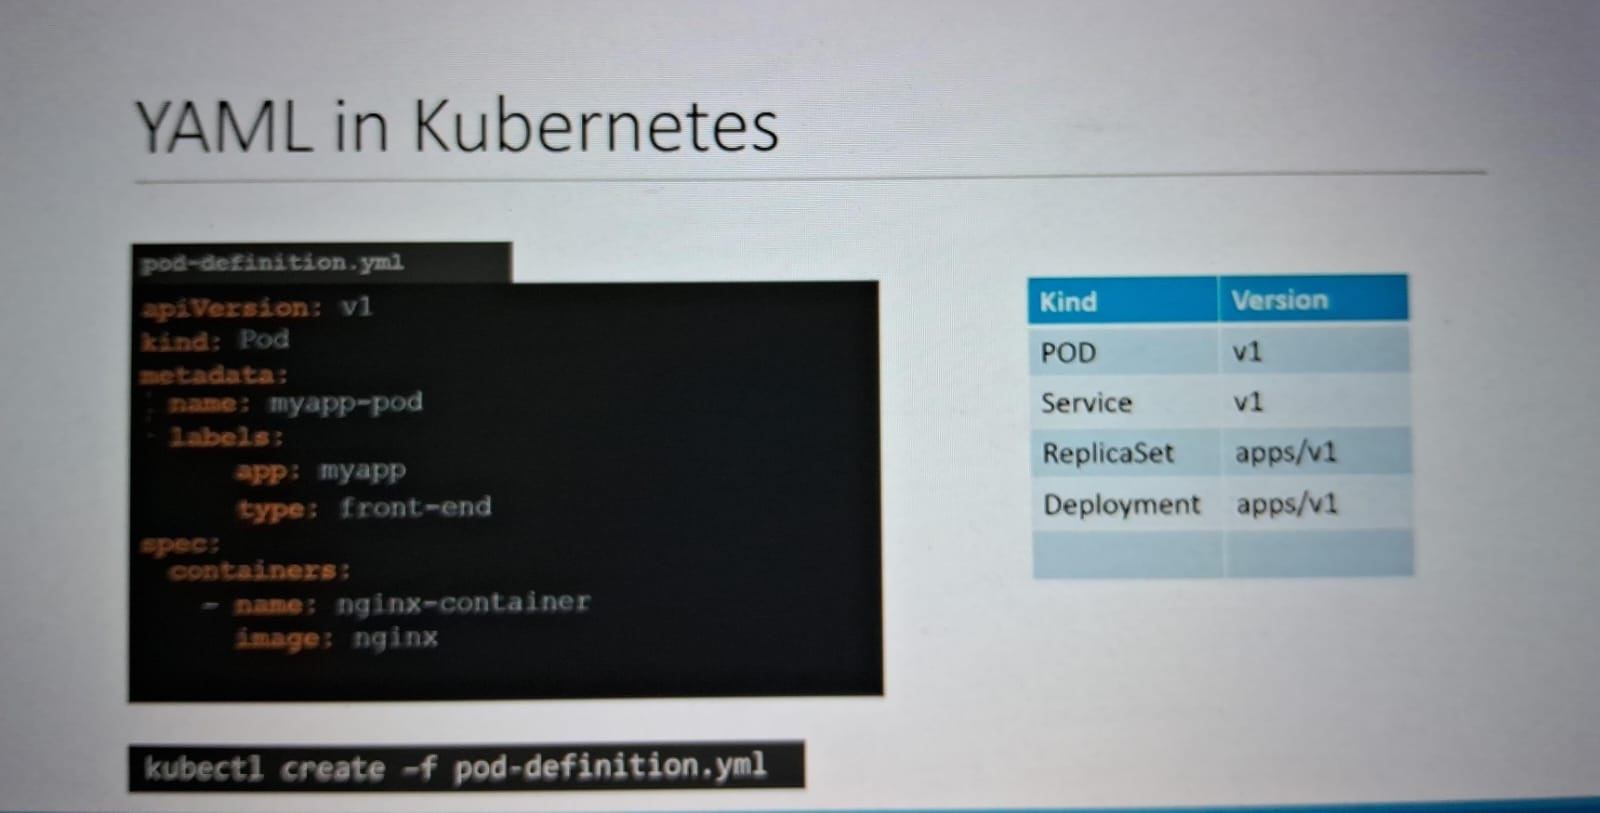 YAML in Kubernetes
pod-definition.yml
apiVersion: v1
kind: Pod
metadata:
  name: myapp-pod
  labels:
      app: myapp
      type: front-end
spec:
  containers:
    - name: nginx-container
      image: nginx
kubectl create –f pod-definition.yml
Kind Version
POD v1
Service v1
ReplicaSet apps/v1
Deployment apps/v1